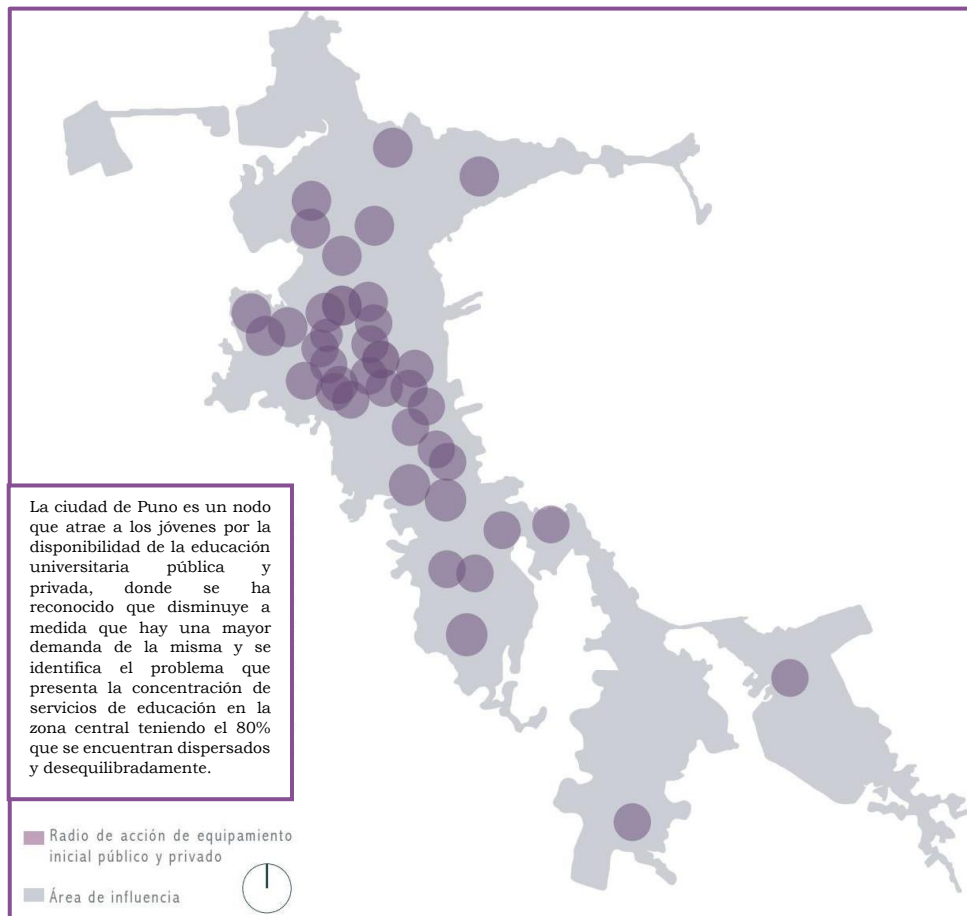 La ciudad de Puno es un nodo
que atrae a los jóvenes por la
disponibilidad de la educación
universitaria pública y
privada, donde se ha
reconocido que disminuye a
medida que hay una mayor
demanda de la misma y se
identifica el problema que
presenta la concentración de
servicios de educación en la
zona central teniendo el 80%
que se encuentran dispersados
y desequilibradamente.
Radio de acción de equipamiento
inicial público y privado
Área de influencia